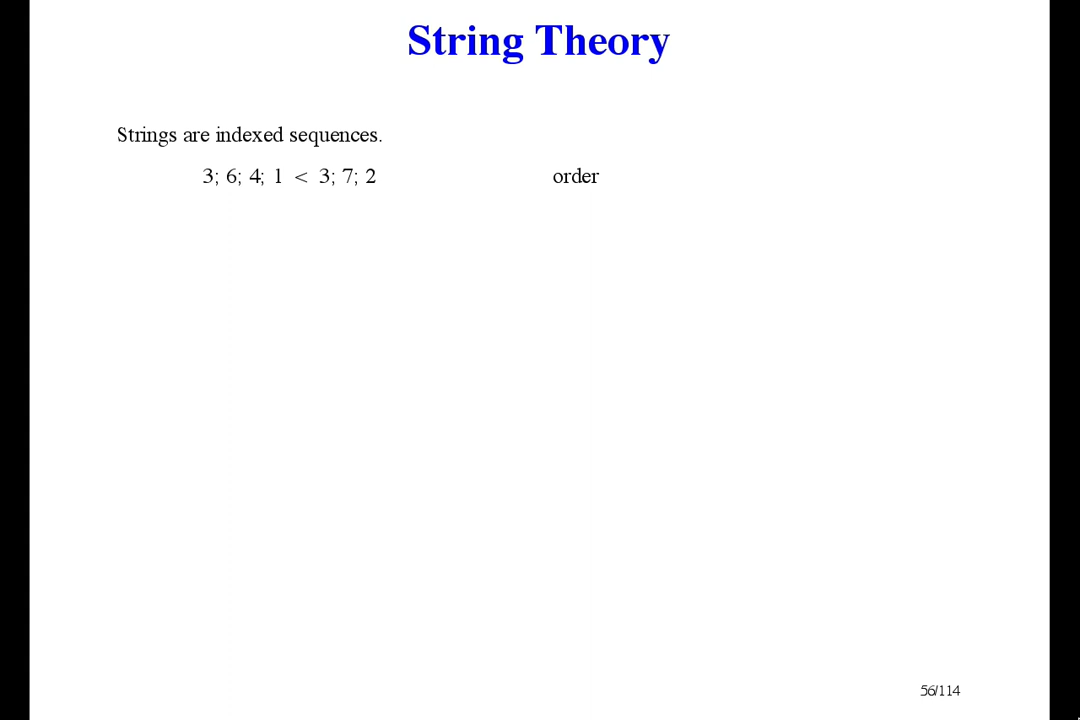 String Theory
Strings are indexed sequences.
3; 6; 4; 1 < 3; 7; 2 order
56/114